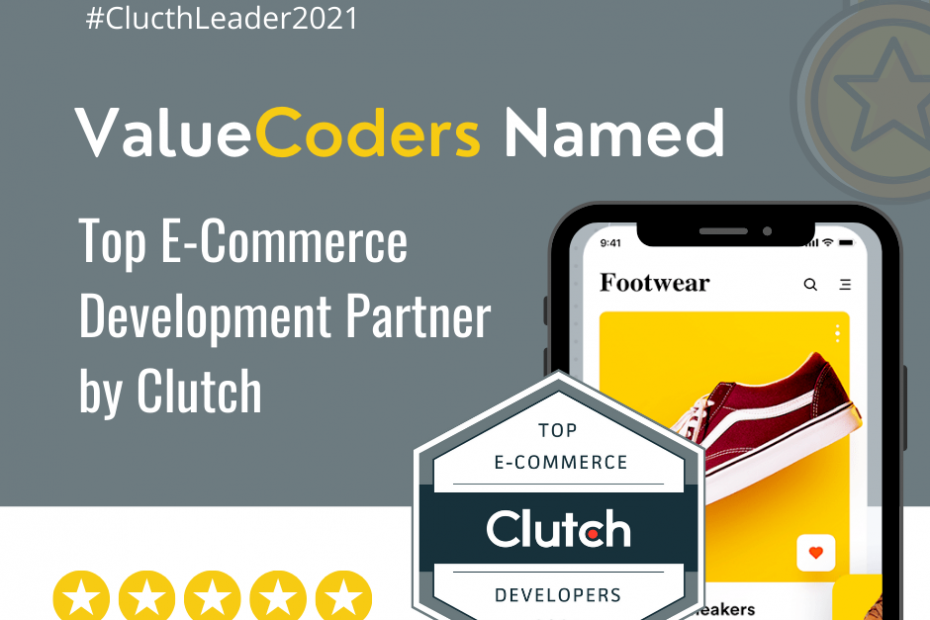 #ClucthLeader2021
ValueCoders Named
Top E-Commerce
Development Partner
by Clutch
9:41
Footwear
TOP
E-COMMERCE
Clutch
DEVELOPERS